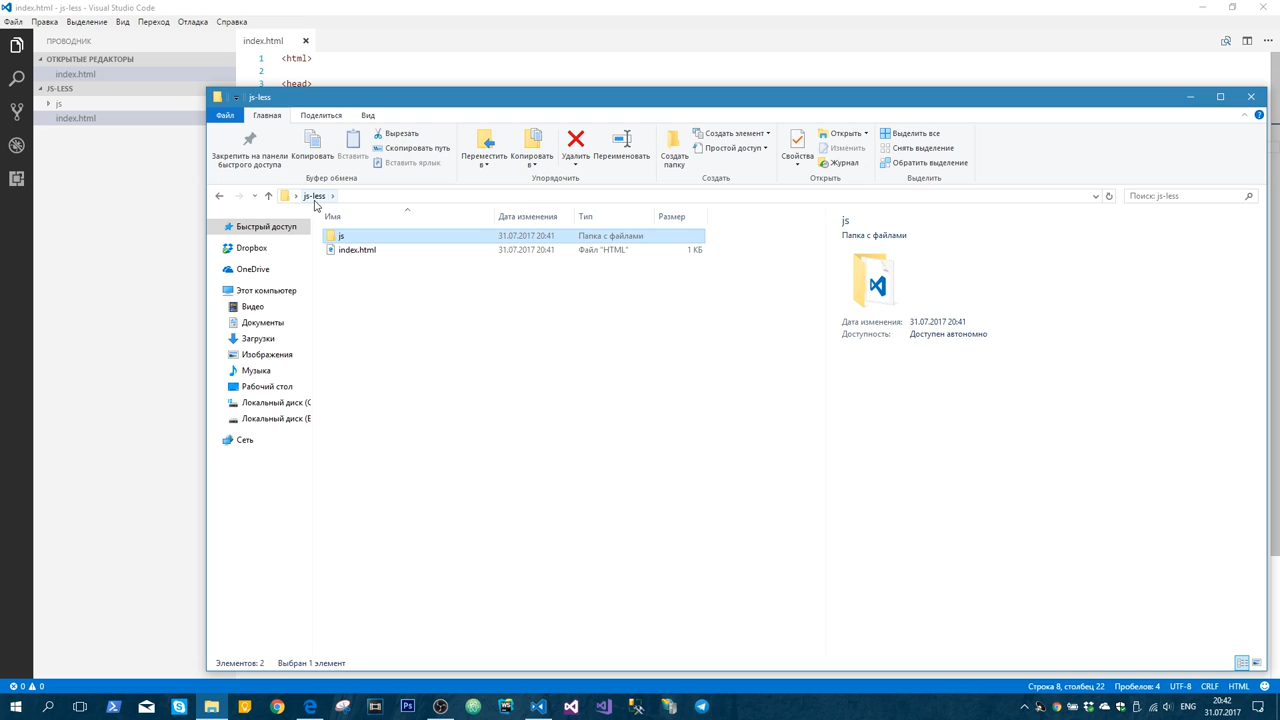 index.html - js-less - Visual Studio Code
Файл Правка Выделение Вид Переход Отладка Справка
ПРОВОДНИК
index.html
ОТКРЫТЫЕ РЕДАКТОРЫ
index.html
JS-LESS
js
index.html
1 <html>
2
3 <head>
js-less
Файл Главная Поделиться Вид
Закрепить на панели быстрого доступа
Копировать
Вставить
Вырезать
Скопировать путь
Вставить ярлык
Буфер обмена
Переместить в
Копировать в
Удалить
Переименовать
Упорядочить
Создать папку
Создать элемент
Простой доступ
Создать
Свойства
Открыть
Изменить
Журнал
Открыть
Выделить все
Снять выделение
Обратить выделение
Выделить
js-less
Поиск: js-less
Быстрый доступ
Dropbox
OneDrive
Этот компьютер
Видео
Документы
Загрузки
Изображения
Музыка
Рабочий стол
Локальный диск (C
Локальный диск (E
Сеть
Имя Дата изменения Тип Размер
js 31.07.2017 20:41 Папка с файлами
index.html 31.07.2017 20:41 Файл "HTML" 1 КБ
js
Папка с файлами
Дата изменения: 31.07.2017 20:41
Доступность: Доступен автономно
Элементов: 2 Выбран 1 элемент
0 0
Строка 8, столбец 22 Пробелов: 4 UTF-8 CRLF HTML
Ps
WS
ENG
20:42
31.07.2017